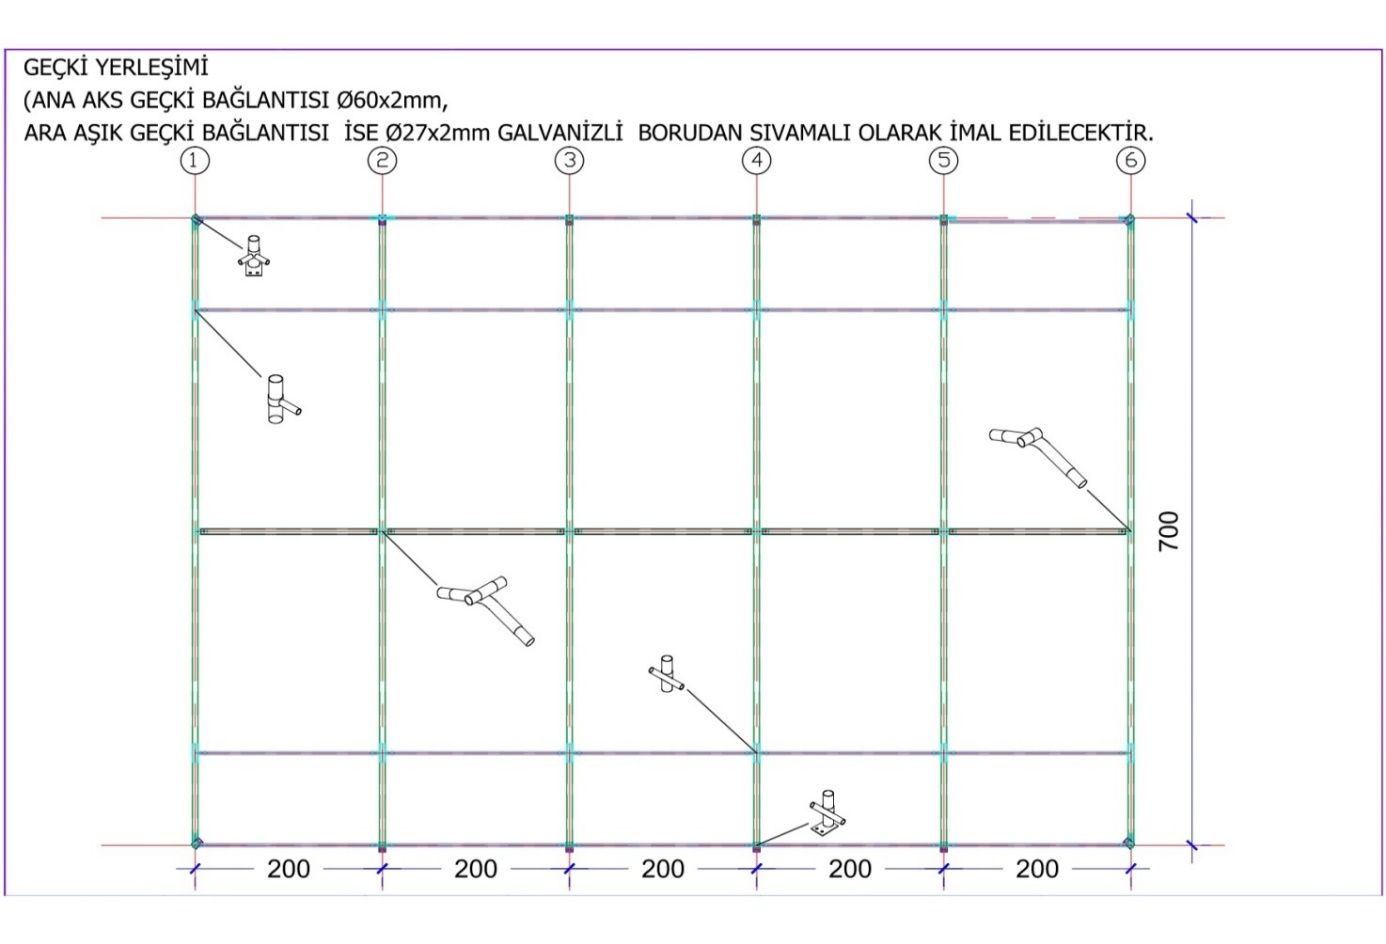 GEÇKİ YERLEŞİMİ
(ANA AKS GEÇKİ BAĞLANTISI Ø60x2mm,
ARA AŞIK GEÇKİ BAĞLANTISI İSE Ø27x2mm GALVANİZLİ BORUDAN SIVAMALI OLARAK İMAL EDİLECEKTİR.
1 2 3 4 5 6
700
200 200 200 200 200